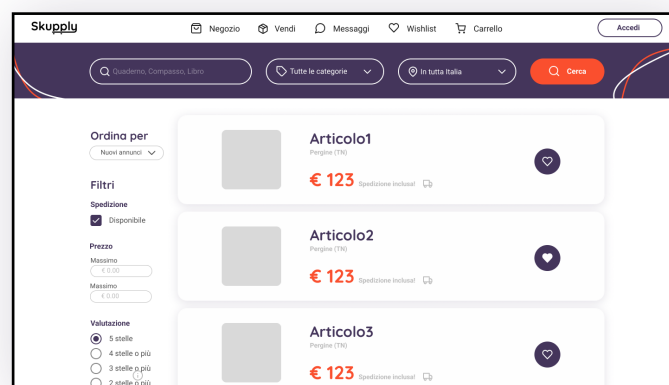 Skupply
Negozio Vendi Messaggi Wishlist Carrello Accedi
Quaderno, Compasso, Libro Tutte le categorie In tutta Italia Cerca
Ordina per
Nuovi annunci
Filtri
Spedizione
Disponibile
Prezzo
Massimo
€ 0.00
Massimo
€ 0.00
Valutazione
5 stelle
4 stelle o più
3 stelle o più
2 stelle o più
Articolo1
Pergine (TN)
€ 123 Spedizione inclusa!
Articolo2
Pergine (TN)
€ 123 Spedizione inclusa!
Articolo3
Pergine (TN)
€ 123 Spedizione inclusa!